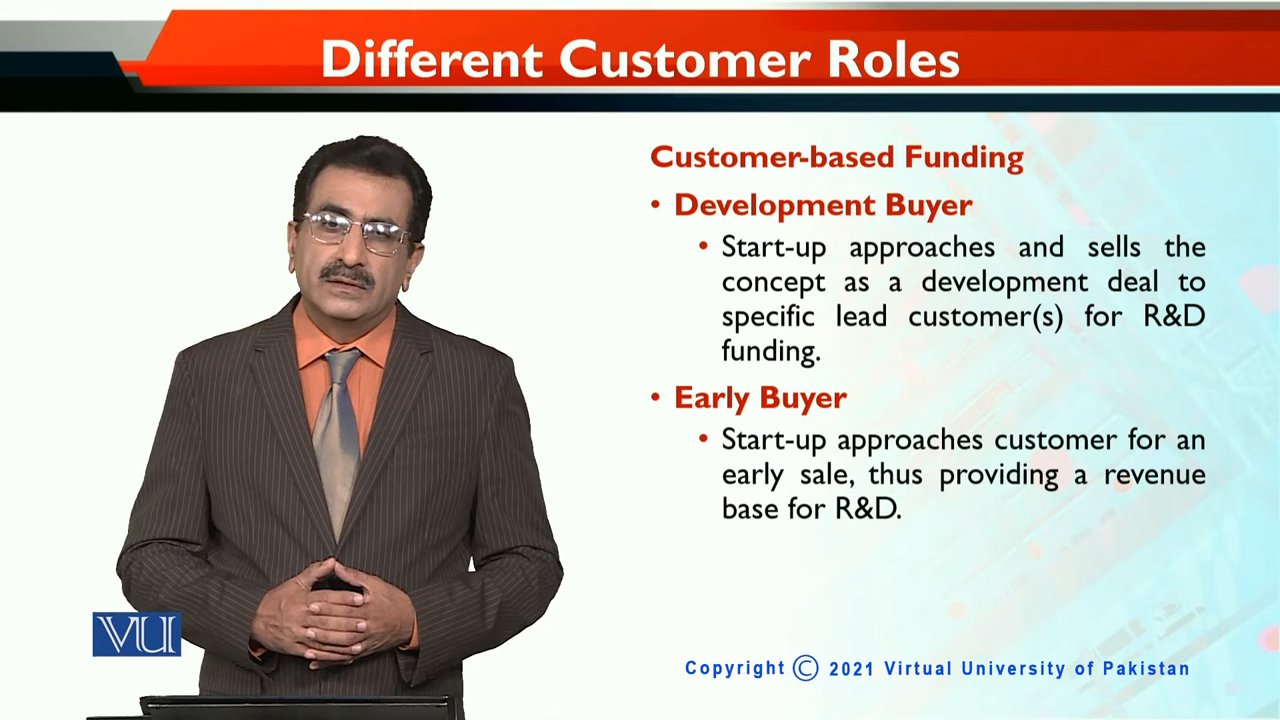 Different Customer Roles
Customer-based Funding
• Development Buyer
• Start-up approaches and sells the
concept as a development deal to
specific lead customer(s) for R&D
funding.
• Early Buyer
• Start-up approaches customer for an
early sale, thus providing a revenue
base for R&D.
VU
Copyright © 2021 Virtual University of Pakistan